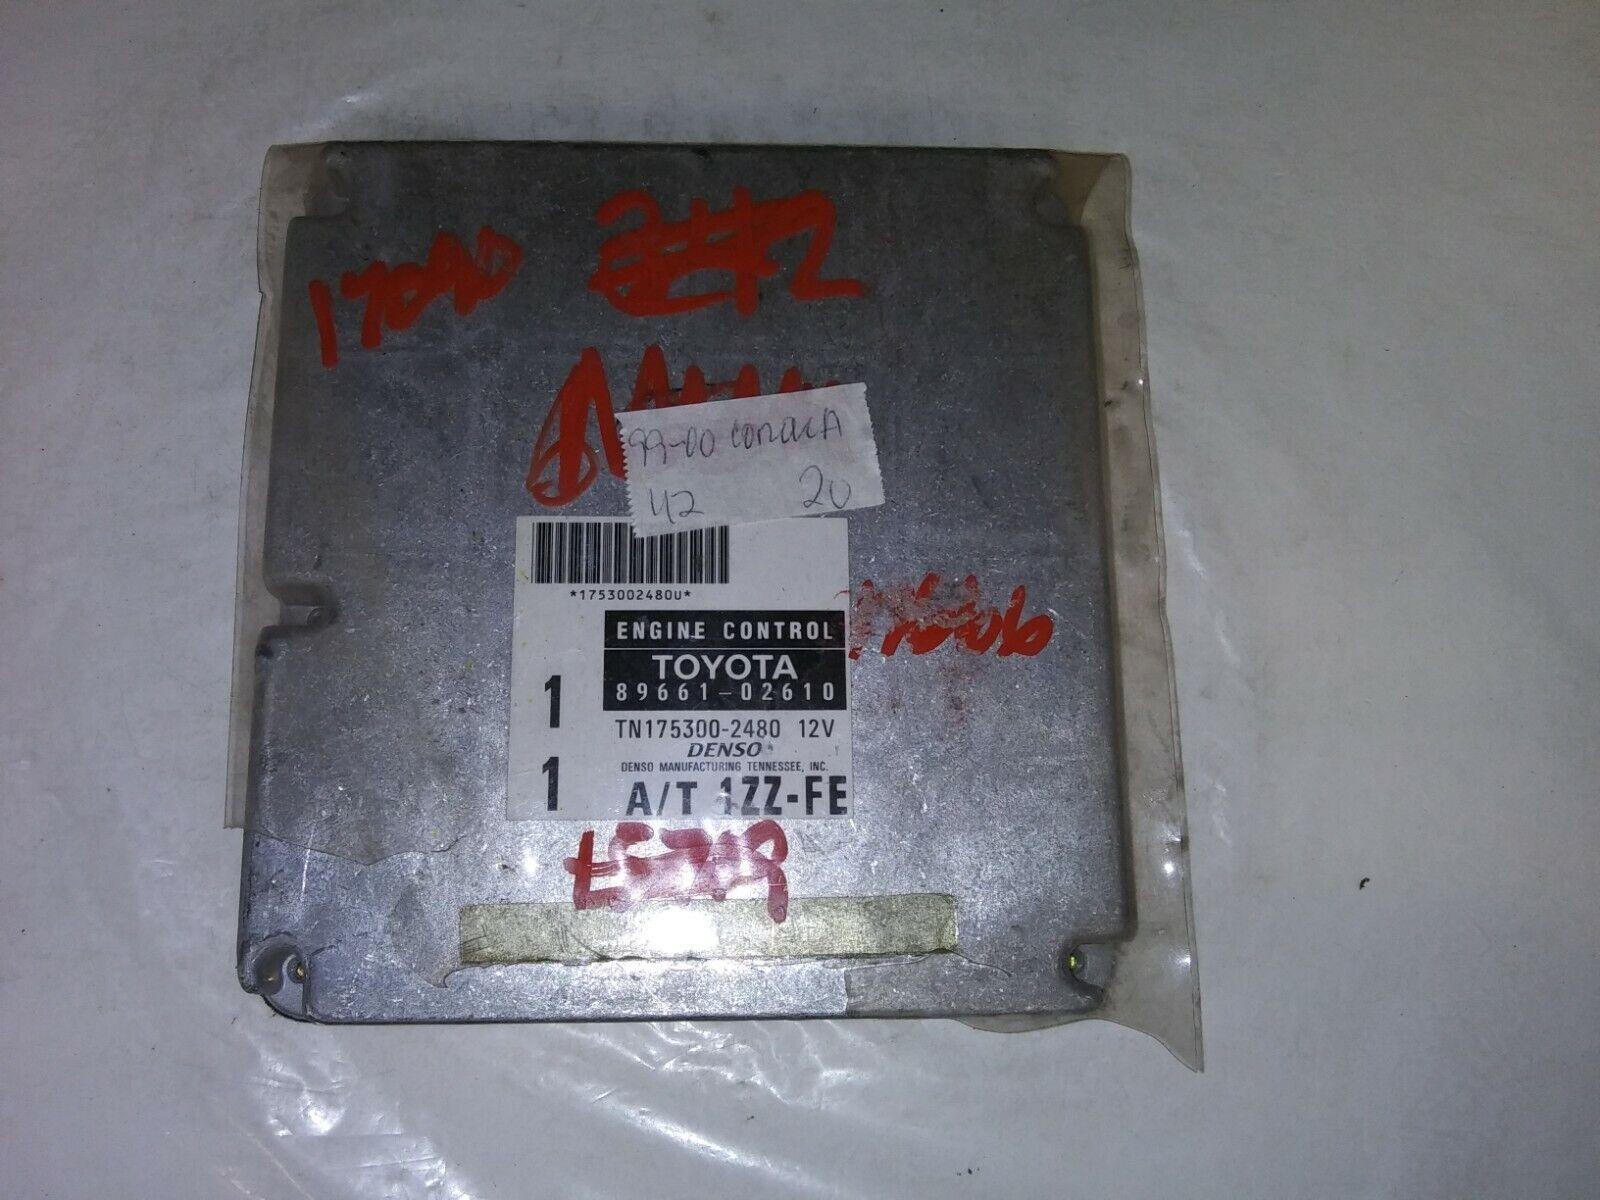 99-00 COROLLA
42 20
*1753002480U*
ENGINE CONTROL
TOYOTA
89661-02610
1
TN175300-2480 12V
DENSO
DENSO MANUFACTURING TENNESSEE, INC.
1
A/T 1ZZ-FE